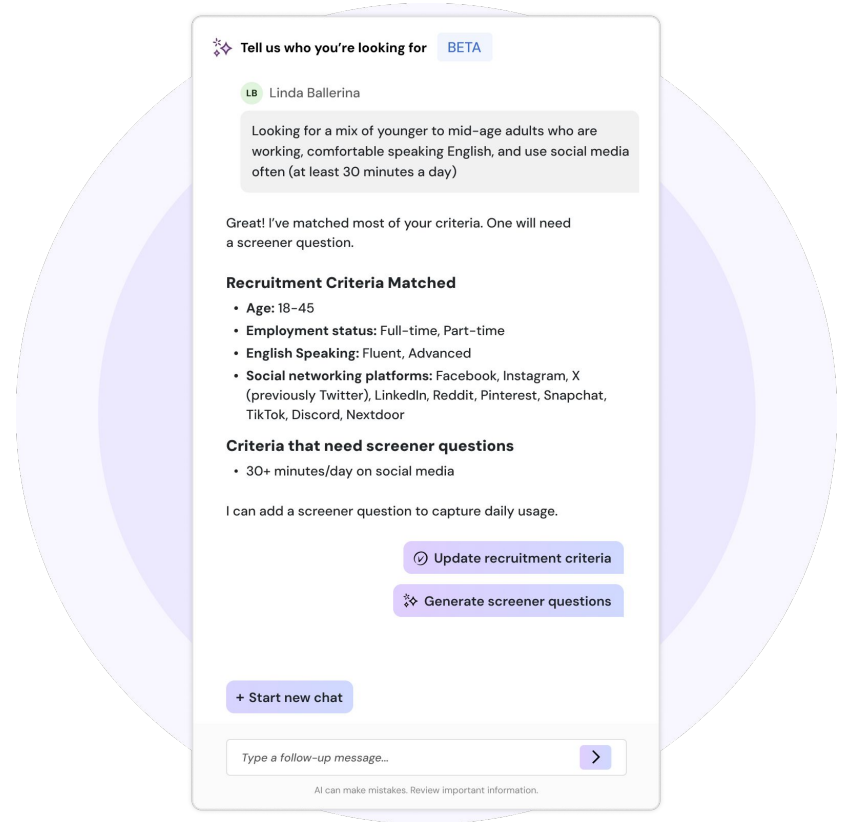 Tell us who you’re looking for BETA
LB Linda Ballerina
Looking for a mix of younger to mid-age adults who are
working, comfortable speaking English, and use social media
often (at least 30 minutes a day)
Great! I’ve matched most of your criteria. One will need
a screener question.
Recruitment Criteria Matched
• Age: 18-45
• Employment status: Full-time, Part-time
• English Speaking: Fluent, Advanced
• Social networking platforms: Facebook, Instagram, X
(previously Twitter), LinkedIn, Reddit, Pinterest, Snapchat,
TikTok, Discord, Nextdoor
Criteria that need screener questions
• 30+ minutes/day on social media
I can add a screener question to capture daily usage.
Update recruitment criteria
Generate screener questions
+ Start new chat
Type a follow-up message...
AI can make mistakes. Review important information.